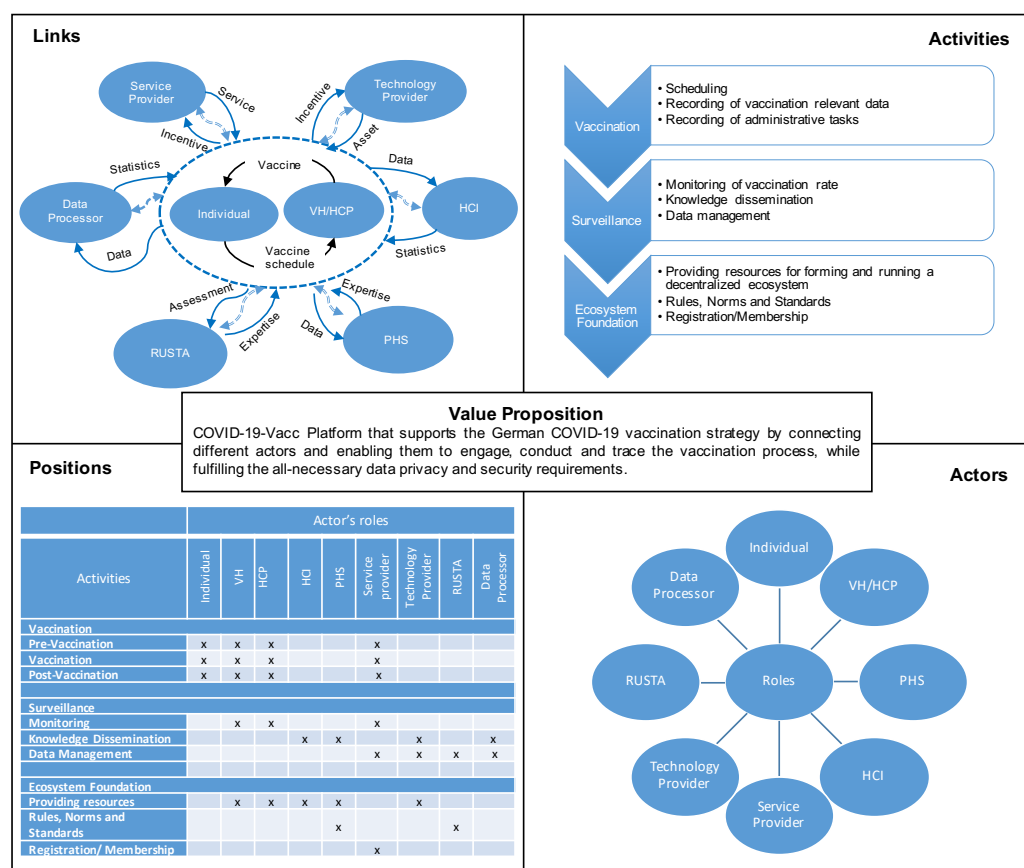 Links
Service
Provider
Service
Incentive
Technology
Provider
Incentive
Asset
Statistics
Data
Processor
Data
Vaccine
Individual
VH/HCP
Vaccine
schedule
Data
HCI
Statistics
Assessment
Expertise
RUSTA
Expertise
Data
PHS
Activities
Vaccination
• Scheduling
• Recording of vaccination relevant data
• Recording of administrative tasks
Surveillance
• Monitoring of vaccination rate
• Knowledge dissemination
• Data management
Ecosystem
Foundation
• Providing resources for forming and running a
decentralized ecosystem
• Rules, Norms and Standards
• Registration/Membership
Value Proposition
COVID-19-Vacc Platform that supports the German COVID-19 vaccination strategy by connecting
different actors and enabling them to engage, conduct and trace the vaccination process, while
fulfilling the all-necessary data privacy and security requirements.
Positions
Actor's roles
Activities
Individual
VH
HCP
HCI
PHS
Service
provider
Technology
Provider
RUSTA
Data
Processor
Vaccination
Pre-Vaccination x x x x
Vaccination x x x x
Post-Vaccination x x x x
Surveillance
Monitoring x x x
Knowledge Dissemination x x x x
Data Management x x x x
Ecosystem Foundation
Providing resources x x x x x
Rules, Norms and
Standards x x
Registration/ Membership x
Actors
Individual
Data
Processor
VH/HCP
RUSTA
Roles
PHS
Technology
Provider
HCI
Service
Provider